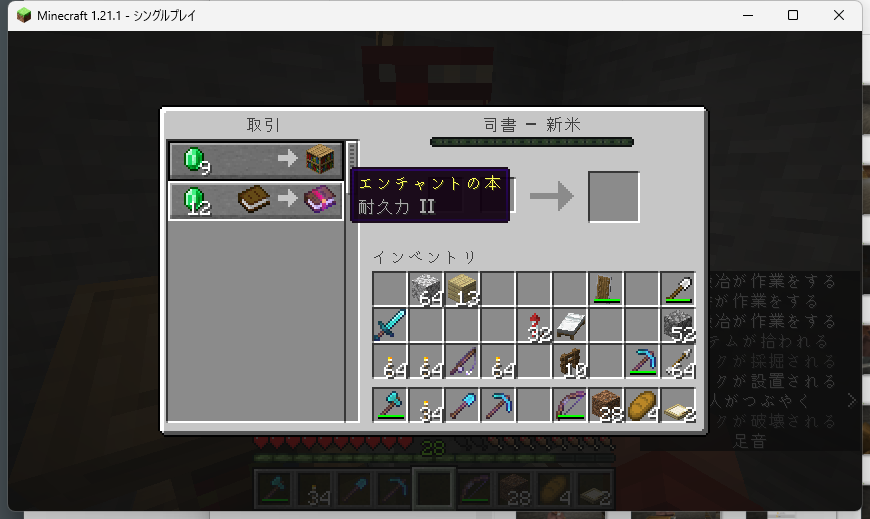 Minecraft 1.21.1 - シングルプレイ
取引
司書 - 新米
9
12
エンチャントの本
耐久力 II
インベントリ
64
13
32
52
64
64
64
10
64
34
28
4
2
冶が作業をする
が作業をする
冶が作業をする
テムが拾われる
クが採掘される
クが設置される
人がつぶやく >
クが破壊される
足音
28
34
28
4
2